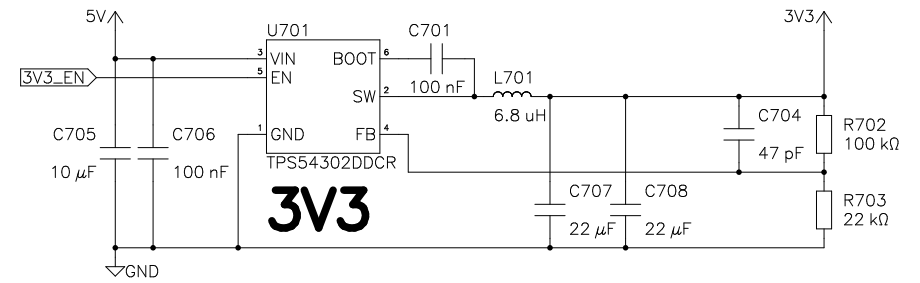 5V
3V3
U701
C701
3
VIN
BOOT
6
3V3_EN
5
EN
100 nF
L701
SW
2
6.8 uH
C705
C706
1
GND
FB
4
C704
R702
100 kΩ
10 µF
100 nF
TPS54302DDCR
47 pF
3V3
C707
C708
R703
22 kΩ
22 µF
22 µF
GND